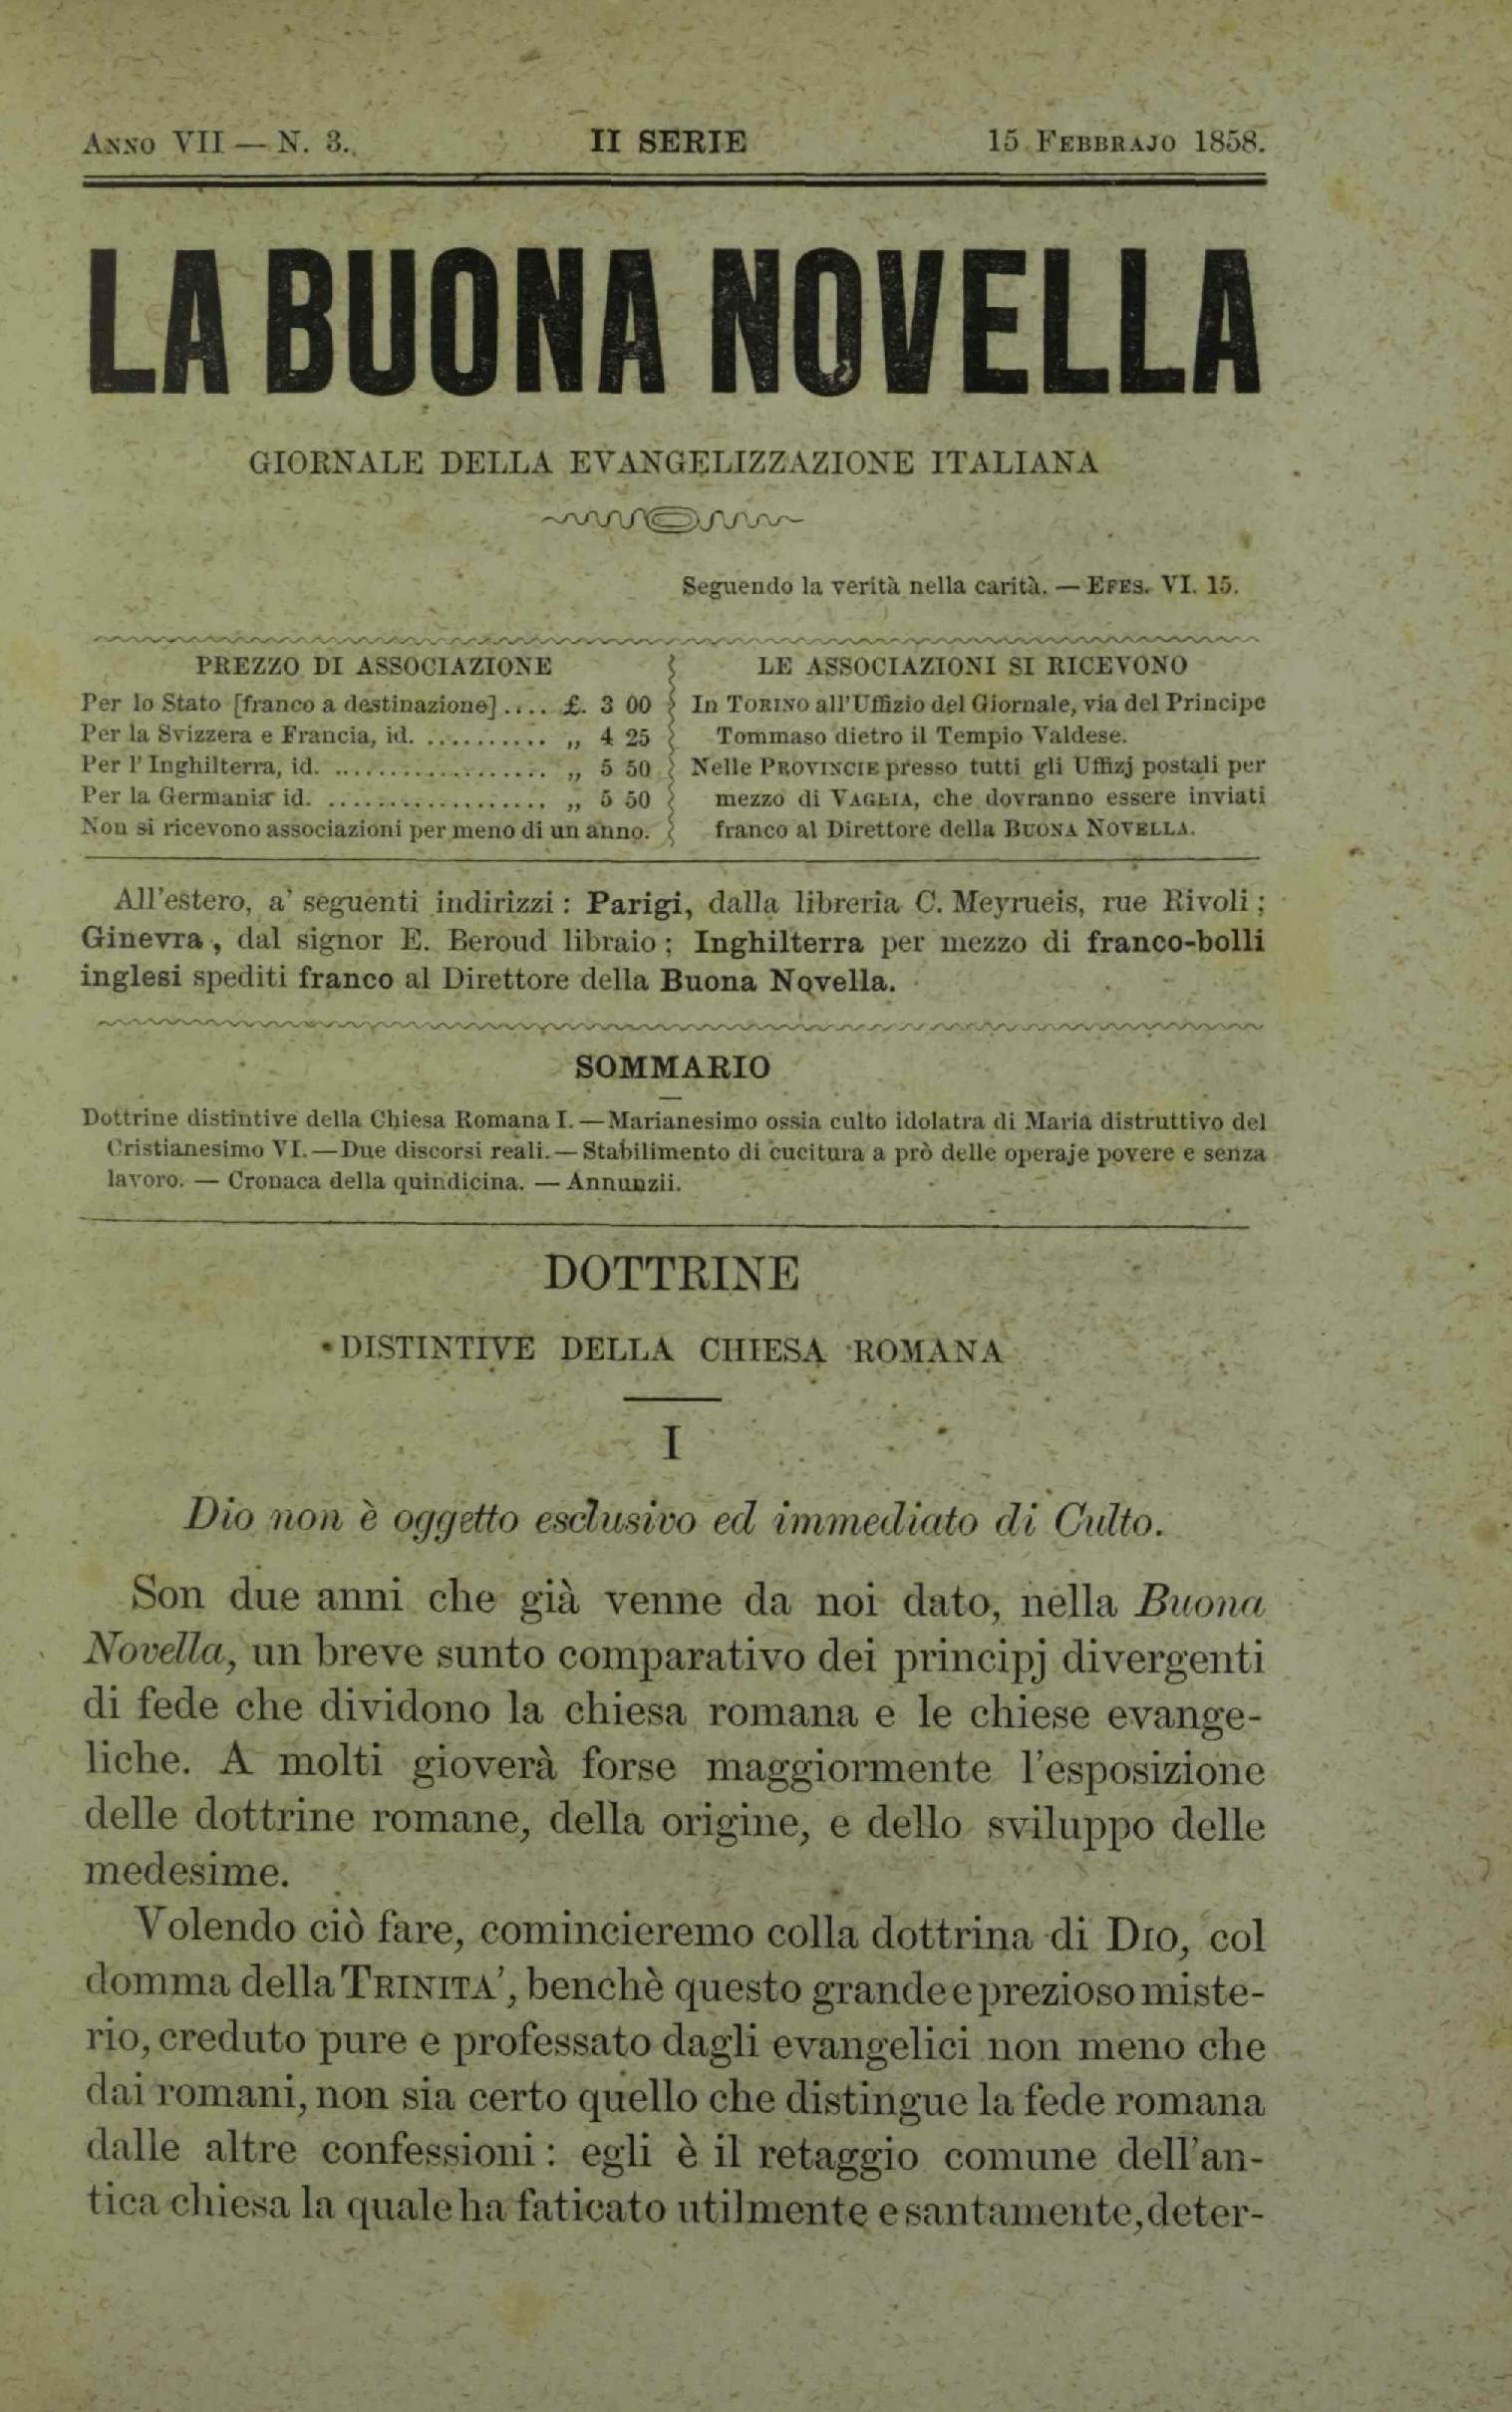 ANNO VII — N. 3.
II SERIE
15 FEBBRAJO 1858.
LA BUONA NOVELLA
GIORNALE DELLA EVANGELIZZAZIONE ITALIANA
Seguendo la verità nella carità. — EFES. VI. 15.
PREZZO DI ASSOCIAZIONE
Per lo Stato [franco a destinazione] .... £. 3 00
Per la Svizzera e Francia, id. ........... „ 4 25
Per l'Inghilterra, id. ................... „ 5 50
Per la Germania id. ................... „ 5 50
Non si ricevono associazioni per meno di un anno.
LE ASSOCIAZIONI SI RICEVONO
In TORINO all'Uffizio del Giornale, via del Principe
Tommaso dietro il Tempio Valdese.
Nelle PROVINCIE presso tutti gli Uffizj postali per
mezzo di VAGLIA, che dovranno essere inviati
franco al Direttore della BUONA NOVELLA.
All'estero, a' seguenti indirizzi : Parigi, dalla libreria C. Meyrueis, rue Rivoli ;
Ginevra , dal signor E. Beroud libraio ; Inghilterra per mezzo di franco-bolli
inglesi spediti franco al Direttore della Buona Novella.
SOMMARIO
Dottrine distintive della Chiesa Romana I. — Marianesimo ossia culto idolatra di Maria distruttivo del
Cristianesimo VI. — Due discorsi reali. — Stabilimento di cucitura a prò delle operaje povere e senza
lavoro. — Cronaca della quindicina. — Annunzii.
DOTTRINE
DISTINTIVE DELLA CHIESA ROMANA
I
Dio non è oggetto esclusivo ed immediato di Culto.
Son due anni che già venne da noi dato, nella Buona
Novella, un breve sunto comparativo dei principj divergenti
di fede che dividono la chiesa romana e le chiese evange-
liche. A molti gioverà forse maggiormente l'esposizione
delle dottrine romane, della origine, e dello sviluppo delle
medesime.
Volendo ciò fare, comincieremo colla dottrina di DIO, col
domma della TRINITA', benchè questo grande e prezioso miste-
rio, creduto pure e professato dagli evangelici non meno che
dai romani, non sia certo quello che distingue la fede romana
dalle altre confessioni : egli è il retaggio comune dell'an-
tica chiesa la quale ha faticato utilmente e santamente, deter-